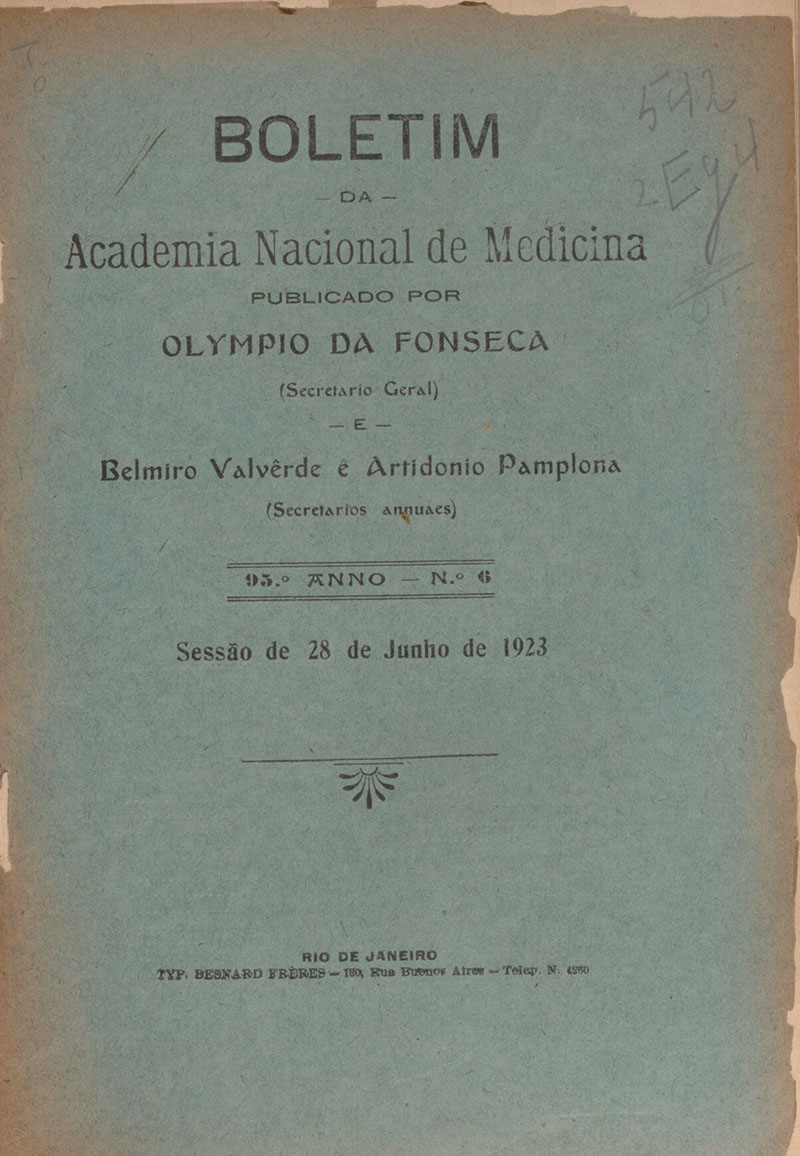 BOLETIM
— DA —
Academia Nacional de Medicina
PUBLICADO POR
OLYMPIO DA FONSECA
(Secretario Geral)
— E —
Belmiro Valvêrde e Artidonio Pamplona
(Secretarios annuaes)
95.º ANNO — N.º 6
Sessão de 28 de Junho de 1923
RIO DE JANEIRO
TYP. BESNARD FRÈRES — Rua Buenos Aires — Telep. N. 4260
542